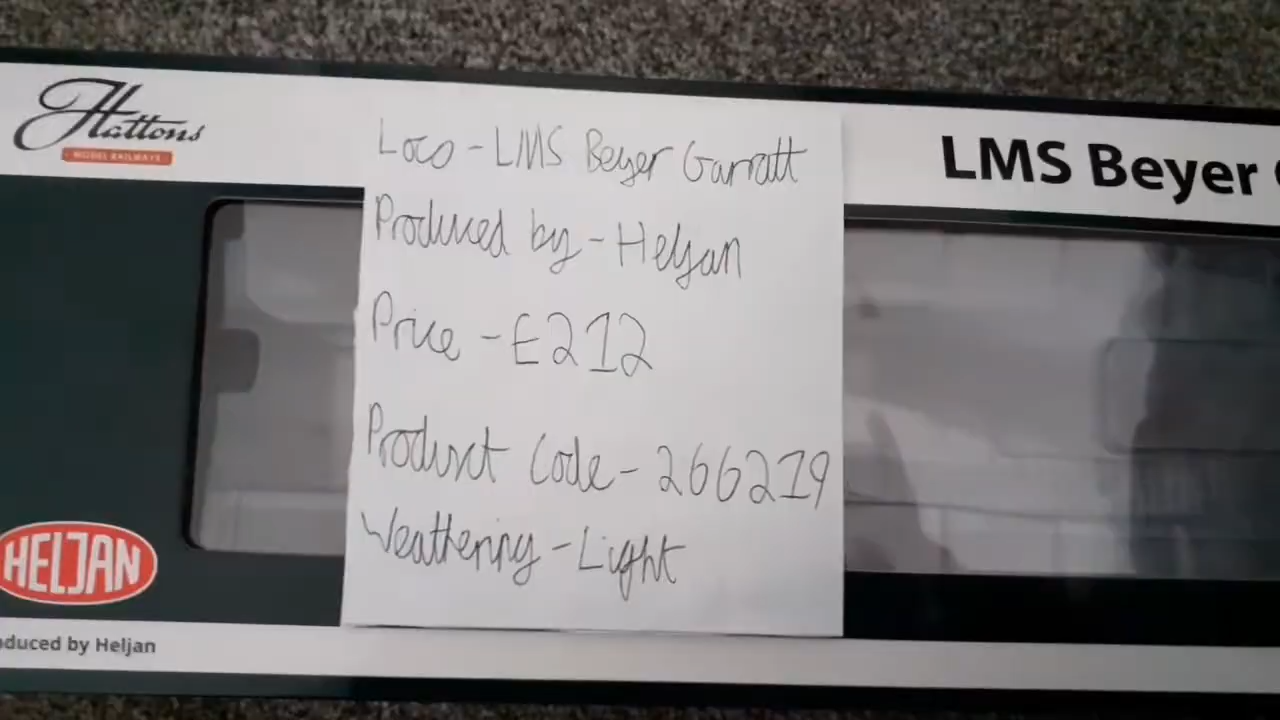 Hattons
MODEL RAILWAYS
LMS Beyer
Loco - LMS Beyer Garratt
Produced by - Heljan
Price - £212
Product Code - 266219
Weathering - Light
HELJAN
oduced by Heljan